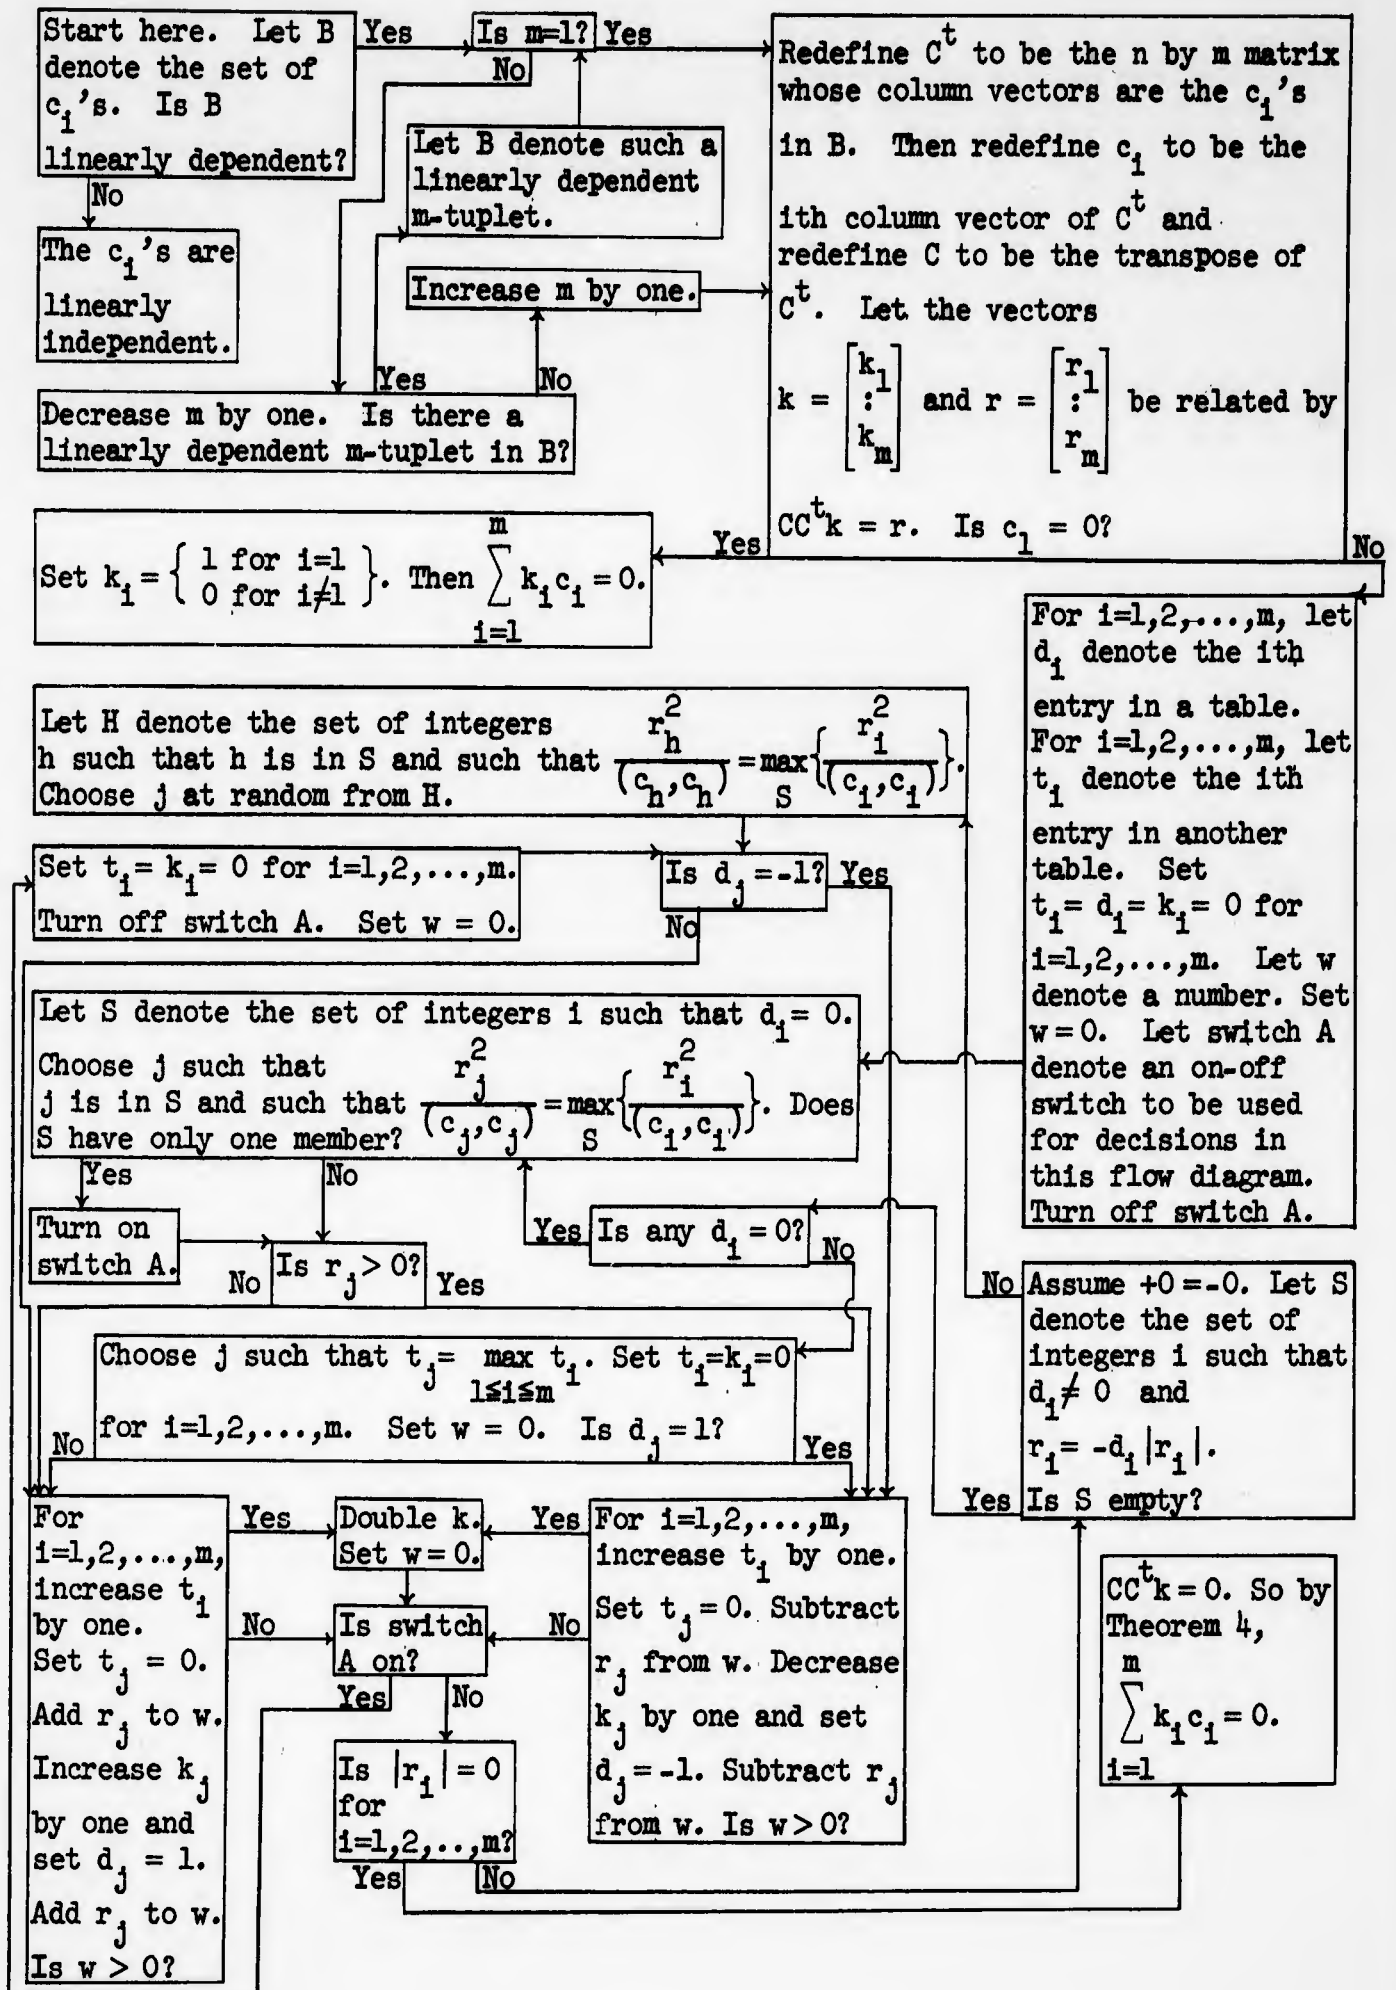 Start here. Let B
denote the set of
c_i's. Is B
linearly dependent?
Yes
Is m=1?
Yes
No
No
The c_i's are
linearly
independent.
Let B denote such a
linearly dependent
m-tuplet.
Increase m by one.
Yes
No
Decrease m by one. Is there a
linearly dependent m-tuplet in B?
Redefine C^t to be the n by m matrix
whose column vectors are the c_i's
in B. Then redefine c_i to be the
ith column vector of C^t and
redefine C to be the transpose of
C^t. Let the vectors
k = [k_1 : k_m] and r = [r_1 : r_m] be related by
CC^t k = r. Is c_1 = 0?
Yes
No
Set k_i = { 1 for i=1
0 for i≠1 }. Then ∑_{i=1}^{m} k_i c_i = 0.
For i=1,2,...,m, let
d_i denote the ith
entry in a table.
For i=1,2,...,m, let
t_i denote the ith
entry in another
table. Set
t_i = d_i = k_i = 0 for
i=1,2,...,m. Let w
denote a number. Set
w = 0. Let switch A
denote an on-off
switch to be used
for decisions in
this flow diagram.
Turn off switch A.
Let H denote the set of integers
h such that h is in S and such that r_h^2/(c_h,c_h) = max_S {r_i^2/(c_i,c_i)}.
Choose j at random from H.
Set t_i = k_i = 0 for i=1,2,...,m.
Turn off switch A. Set w = 0.
Is d_j = -1?
Yes
No
Let S denote the set of integers i such that d_i = 0.
Choose j such that
j is in S and such that r_j^2/(c_j,c_j) = max_S {r_i^2/(c_i,c_i)}. Does
S have only one member?
Yes
No
Turn on
switch A.
Is r_j > 0?
No
Yes
Yes
Is any d_i = 0?
No
No
Assume +0 = -0. Let S
denote the set of
integers i such that
d_i ≠ 0 and
r_i = -d_i |r_i|.
Is S empty?
Yes
Choose j such that t_j = max_{1≤i≤m} t_i. Set t_i=k_i=0
for i=1,2,...,m. Set w = 0. Is d_j = 1?
No
Yes
For
i=1,2,...,m,
increase t_i
by one.
Set t_j = 0.
Add r_j to w.
Increase k_j
by one and
set d_j = 1.
Add r_j to w.
Is w > 0?
Yes
No
Double k.
Set w = 0.
Is switch
A on?
Yes
No
Is |r_i| = 0
for
i=1,2,..,m?
Yes
No
Yes
No
For i=1,2,...,m,
increase t_i by one.
Set t_j = 0. Subtract
r_j from w. Decrease
k_j by one and set
d_j = -1. Subtract r_j
from w. Is w > 0?
CC^t k = 0. So by
Theorem 4,
∑_{i=1}^{m} k_i c_i = 0.